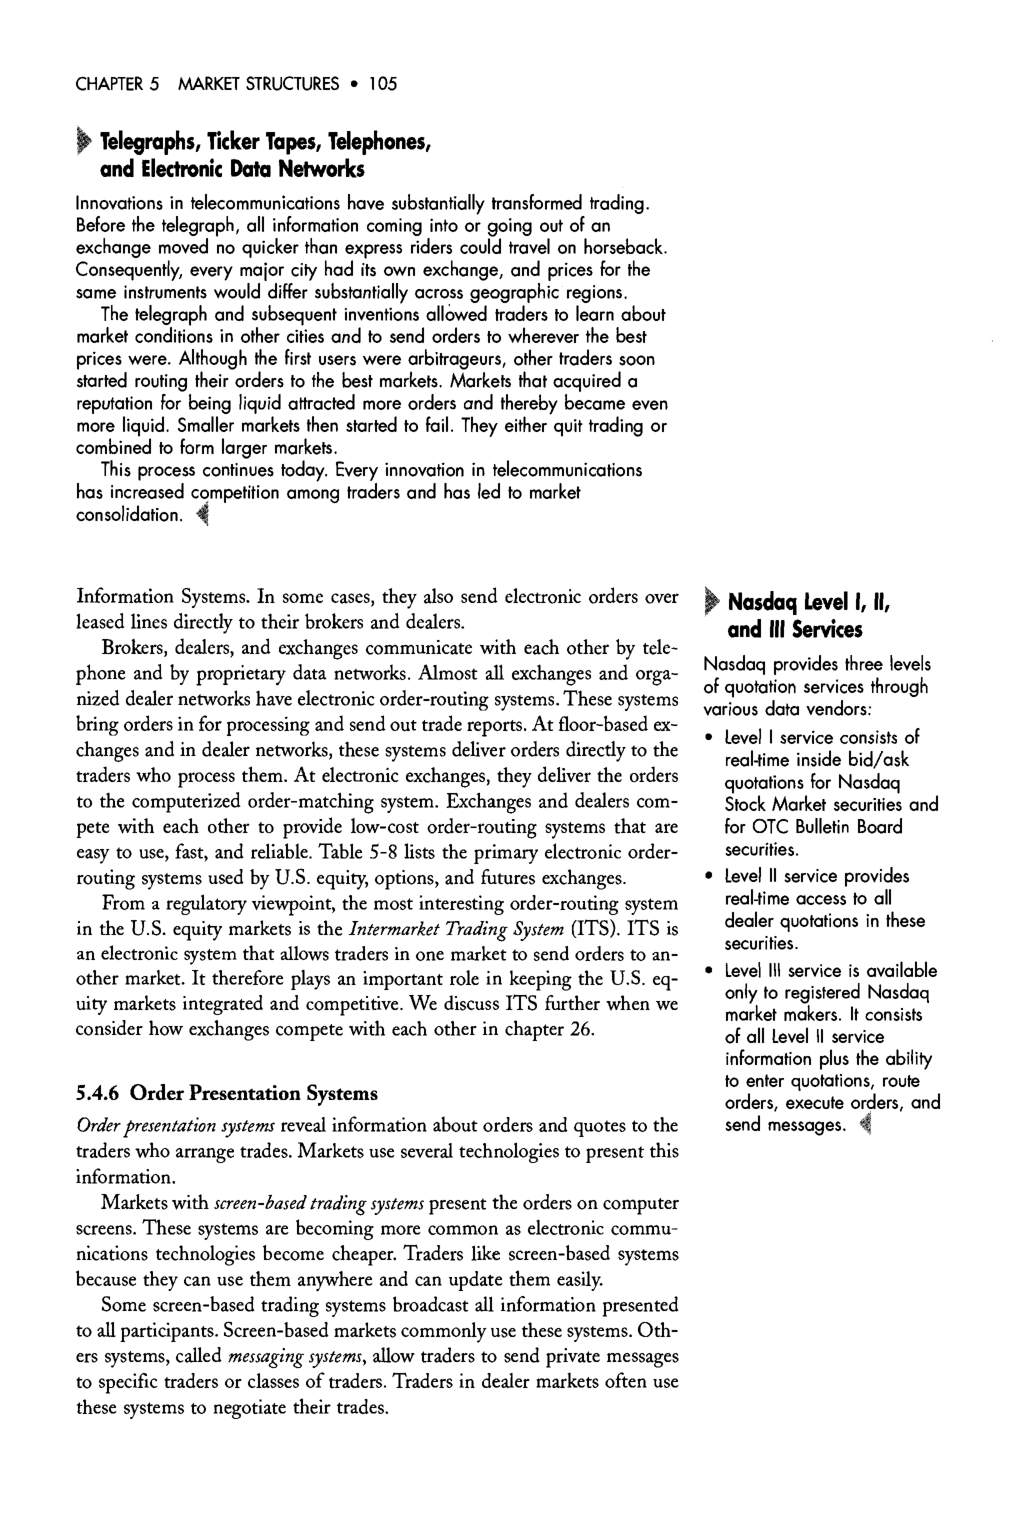 CHAPTER 5 MARKET STRUCTURES • 105
Telegraphs, Ticker Tapes, Telephones,
and Electronic Data Networks
Innovations in telecommunications have substantially transformed trading.
Before the telegraph, all information coming into or going out of an
exchange moved no quicker than express riders could travel on horseback.
Consequently, every major city had its own exchange, and prices for the
same instruments would differ substantially across geographic regions.
The telegraph and subsequent inventions allowed traders to learn about
market conditions in other cities and to send orders to wherever the best
prices were. Although the first users were arbitrageurs, other traders soon
started routing their orders to the best markets. Markets that acquired a
reputation for being liquid attracted more orders and thereby became even
more liquid. Smaller markets then started to fail. They either quit trading or
combined to form larger markets.
This process continues today. Every innovation in telecommunications
has increased competition among traders and has led to market
consolidation.
Information Systems. In some cases, they also send electronic orders over
leased lines directly to their brokers and dealers.
Brokers, dealers, and exchanges communicate with each other by tele-
phone and by proprietary data networks. Almost all exchanges and orga-
nized dealer networks have electronic order-routing systems. These systems
bring orders in for processing and send out trade reports. At floor-based ex-
changes and in dealer networks, these systems deliver orders directly to the
traders who process them. At electronic exchanges, they deliver the orders
to the computerized order-matching system. Exchanges and dealers com-
pete with each other to provide low-cost order-routing systems that are
easy to use, fast, and reliable. Table 5-8 lists the primary electronic order-
routing systems used by U.S. equity, options, and futures exchanges.
From a regulatory viewpoint, the most interesting order-routing system
in the U.S. equity markets is the Intermarket Trading System (ITS). ITS is
an electronic system that allows traders in one market to send orders to an-
other market. It therefore plays an important role in keeping the U.S. eq-
uity markets integrated and competitive. We discuss ITS further when we
consider how exchanges compete with each other in chapter 26.
5.4.6 Order Presentation Systems
Order presentation systems reveal information about orders and quotes to the
traders who arrange trades. Markets use several technologies to present this
information.
Markets with screen-based trading systems present the orders on computer
screens. These systems are becoming more common as electronic commu-
nications technologies become cheaper. Traders like screen-based systems
because they can use them anywhere and can update them easily.
Some screen-based trading systems broadcast all information presented
to all participants. Screen-based markets commonly use these systems. Oth-
ers systems, called messaging systems, allow traders to send private messages
to specific traders or classes of traders. Traders in dealer markets often use
these systems to negotiate their trades.
Nasdaq Level I, II,
and III Services
Nasdaq provides three levels
of quotation services through
various data vendors:
• Level I service consists of
real-time inside bid/ask
quotations for Nasdaq
Stock Market securities and
for OTC Bulletin Board
securities.
• Level II service provides
real-time access to all
dealer quotations in these
securities.
• Level III service is available
only to registered Nasdaq
market makers. It consists
of all Level II service
information plus the ability
to enter quotations, route
orders, execute orders, and
send messages.